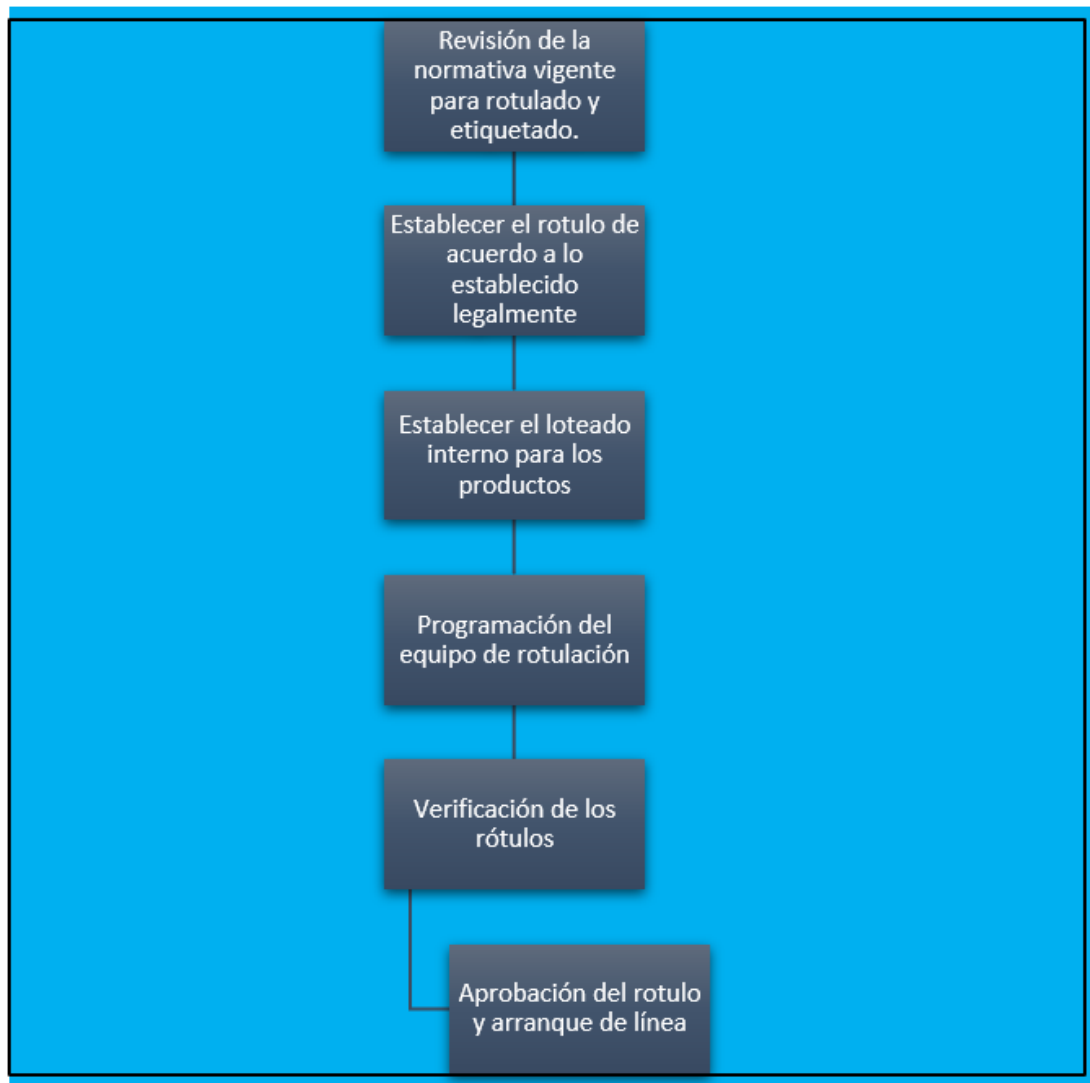 Revisión de la
normativa vigente
para rotulado y
etiquetado.
Establecer el rotulo de
acuerdo a lo
establecido
legalmente
Establecer el loteado
interno para los
productos
Programación del
equipo de rotulación
Verificación de los
rótulos
Aprobación del rotulo
y arranque de línea